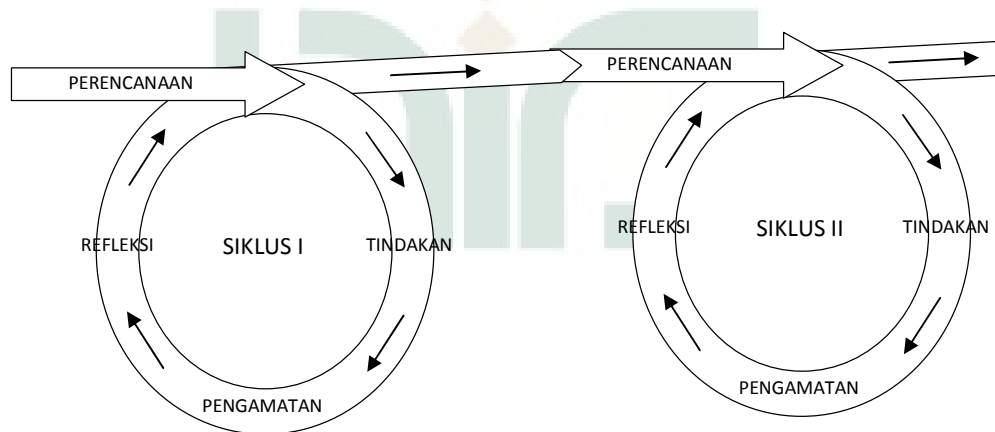 PERENCANAAN
TINDAKAN
PENGAMATAN
REFLEKSI
SIKLUS I
PERENCANAAN
TINDAKAN
PENGAMATAN
REFLEKSI
SIKLUS II